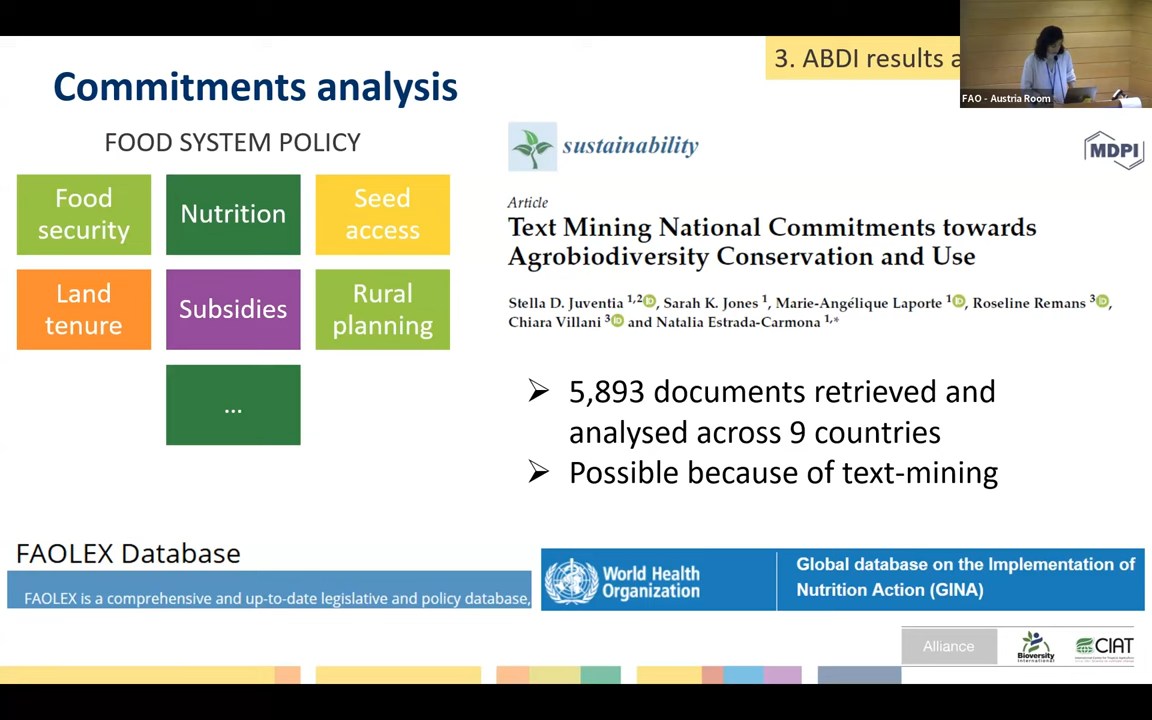 Commitments analysis
3. ABDI results a
FAO - Austria Room
FOOD SYSTEM POLICY
Food
security
Nutrition
Seed
access
Land
tenure
Subsidies
Rural
planning
...
sustainability
MDPI
Article
Text Mining National Commitments towards
Agrobiodiversity Conservation and Use
Stella D. Juventia 1,2, Sarah K. Jones 1, Marie-Angélique Laporte 1, Roseline Remans 3,
Chiara Villani 3 and Natalia Estrada-Carmona 1,*
➢ 5,893 documents retrieved and
analysed across 9 countries
➢ Possible because of text-mining
FAOLEX Database
FAOLEX is a comprehensive and up-to-date legislative and policy database,
World Health
Organization
Global database on the Implementation of
Nutrition Action (GINA)
Alliance
Bioversity
International
CIAT